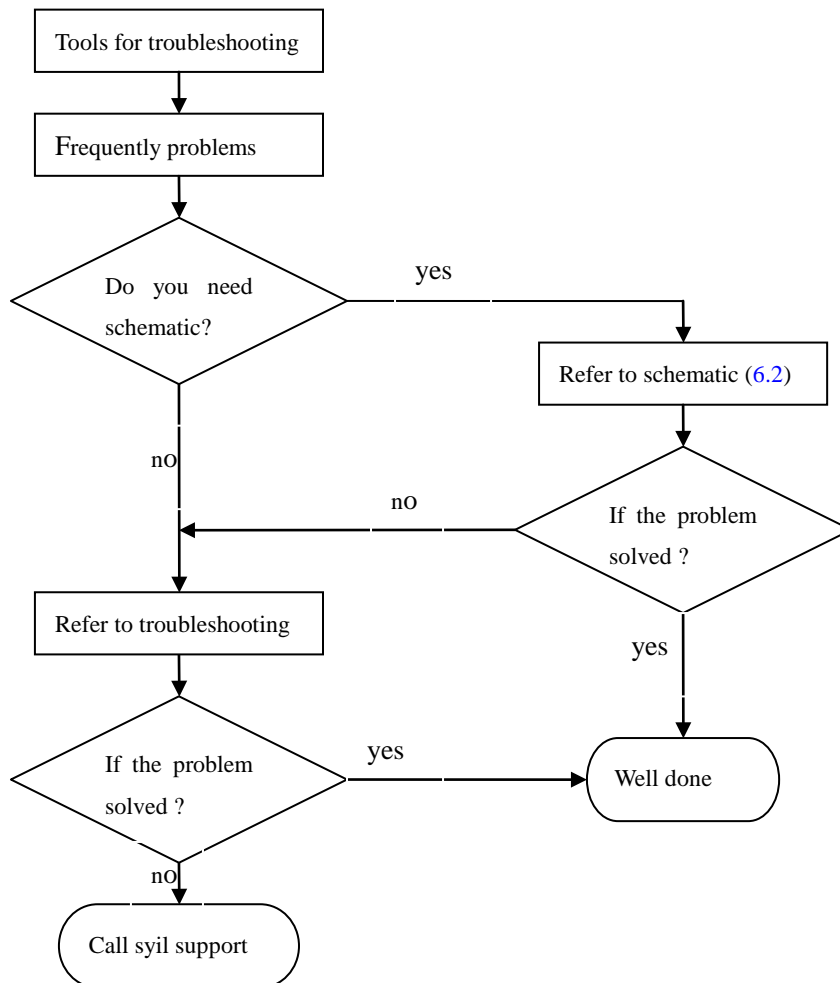 Tools for troubleshooting
Frequently problems
Do you need
schematic?
yes
Refer to schematic (6.2)
no
no
If the problem
solved ?
Refer to troubleshooting
yes
If the problem
solved ?
yes
Well done
no
Call syil support